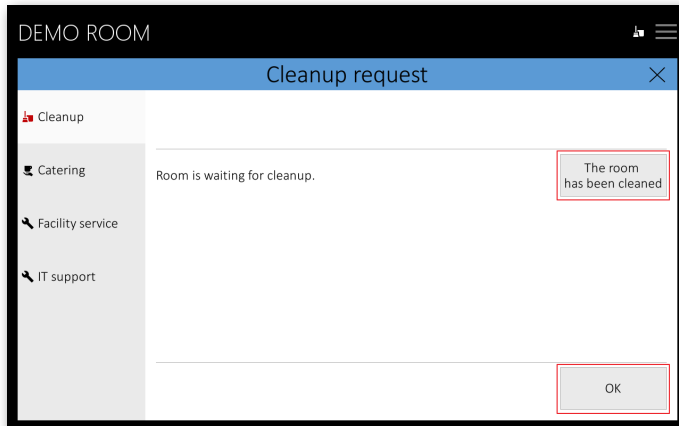 DEMO ROOM
Cleanup request
Cleanup
Catering
Facility service
IT support
Room is waiting for cleanup.
The room
has been cleaned
OK